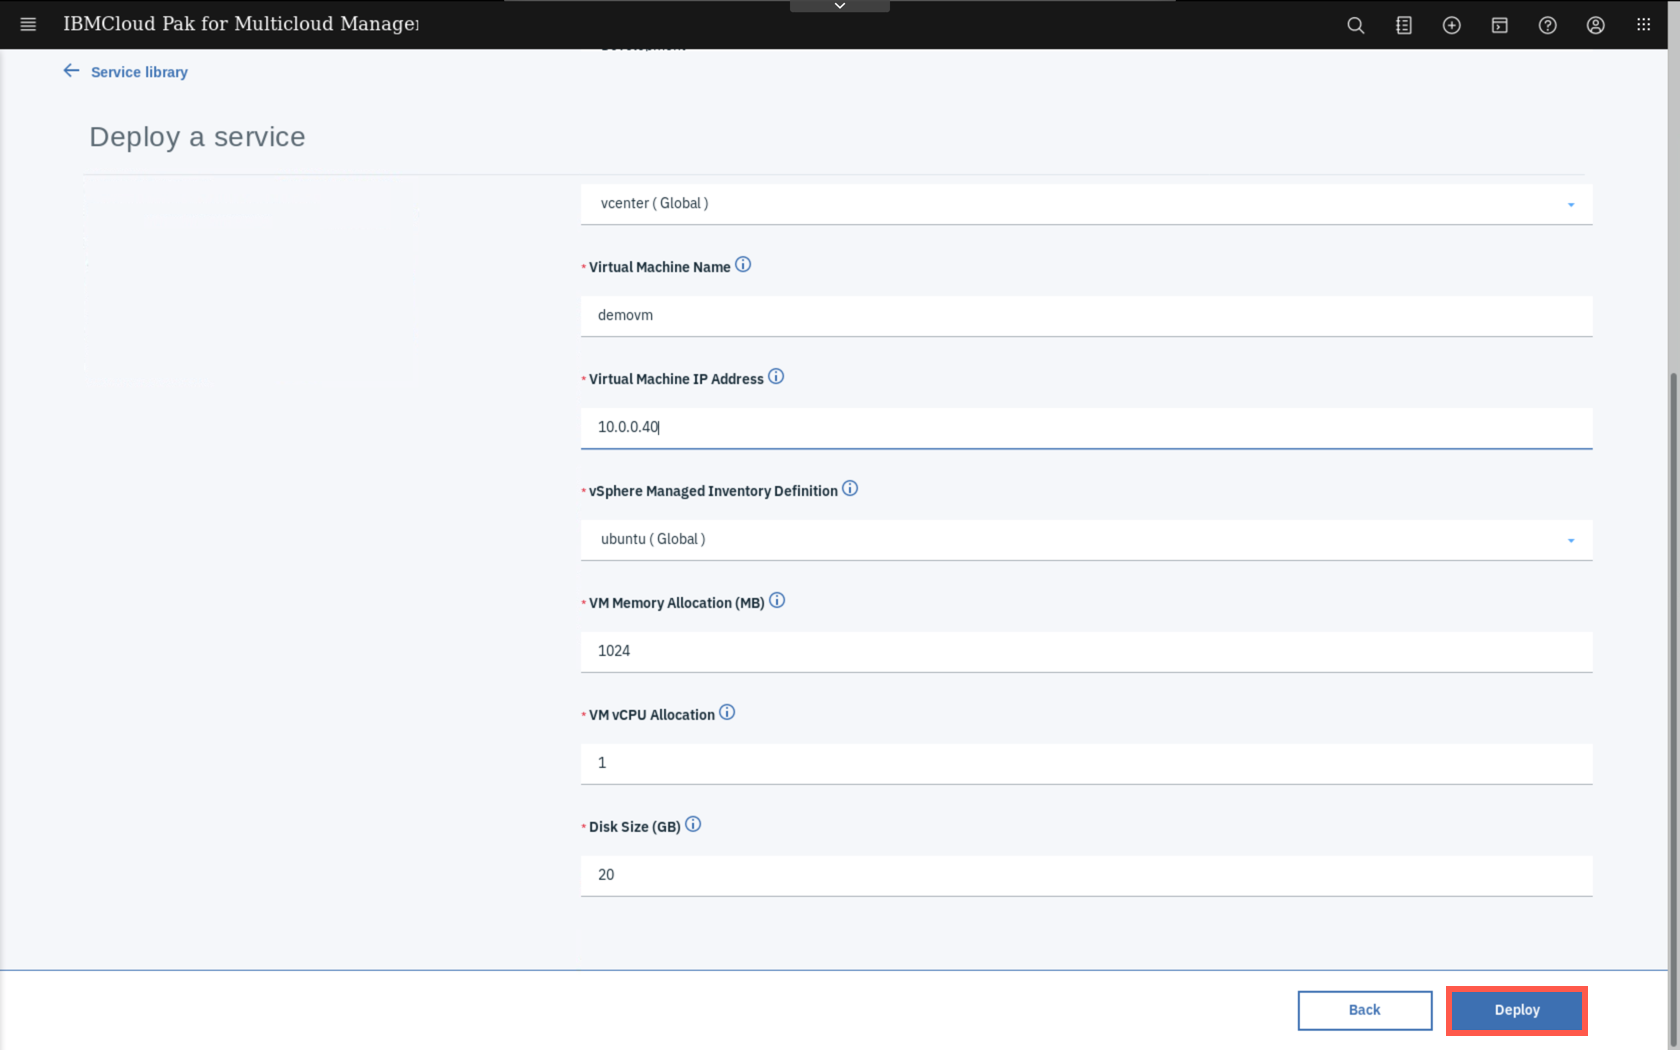 IBMCloud Pak for Multicloud Manager
Service library
Deploy a service
vcenter ( Global )
* Virtual Machine Name
demovm
* Virtual Machine IP Address
10.0.0.40
* vSphere Managed Inventory Definition
ubuntu ( Global )
* VM Memory Allocation (MB)
1024
* VM vCPU Allocation
1
* Disk Size (GB)
20
Back
Deploy